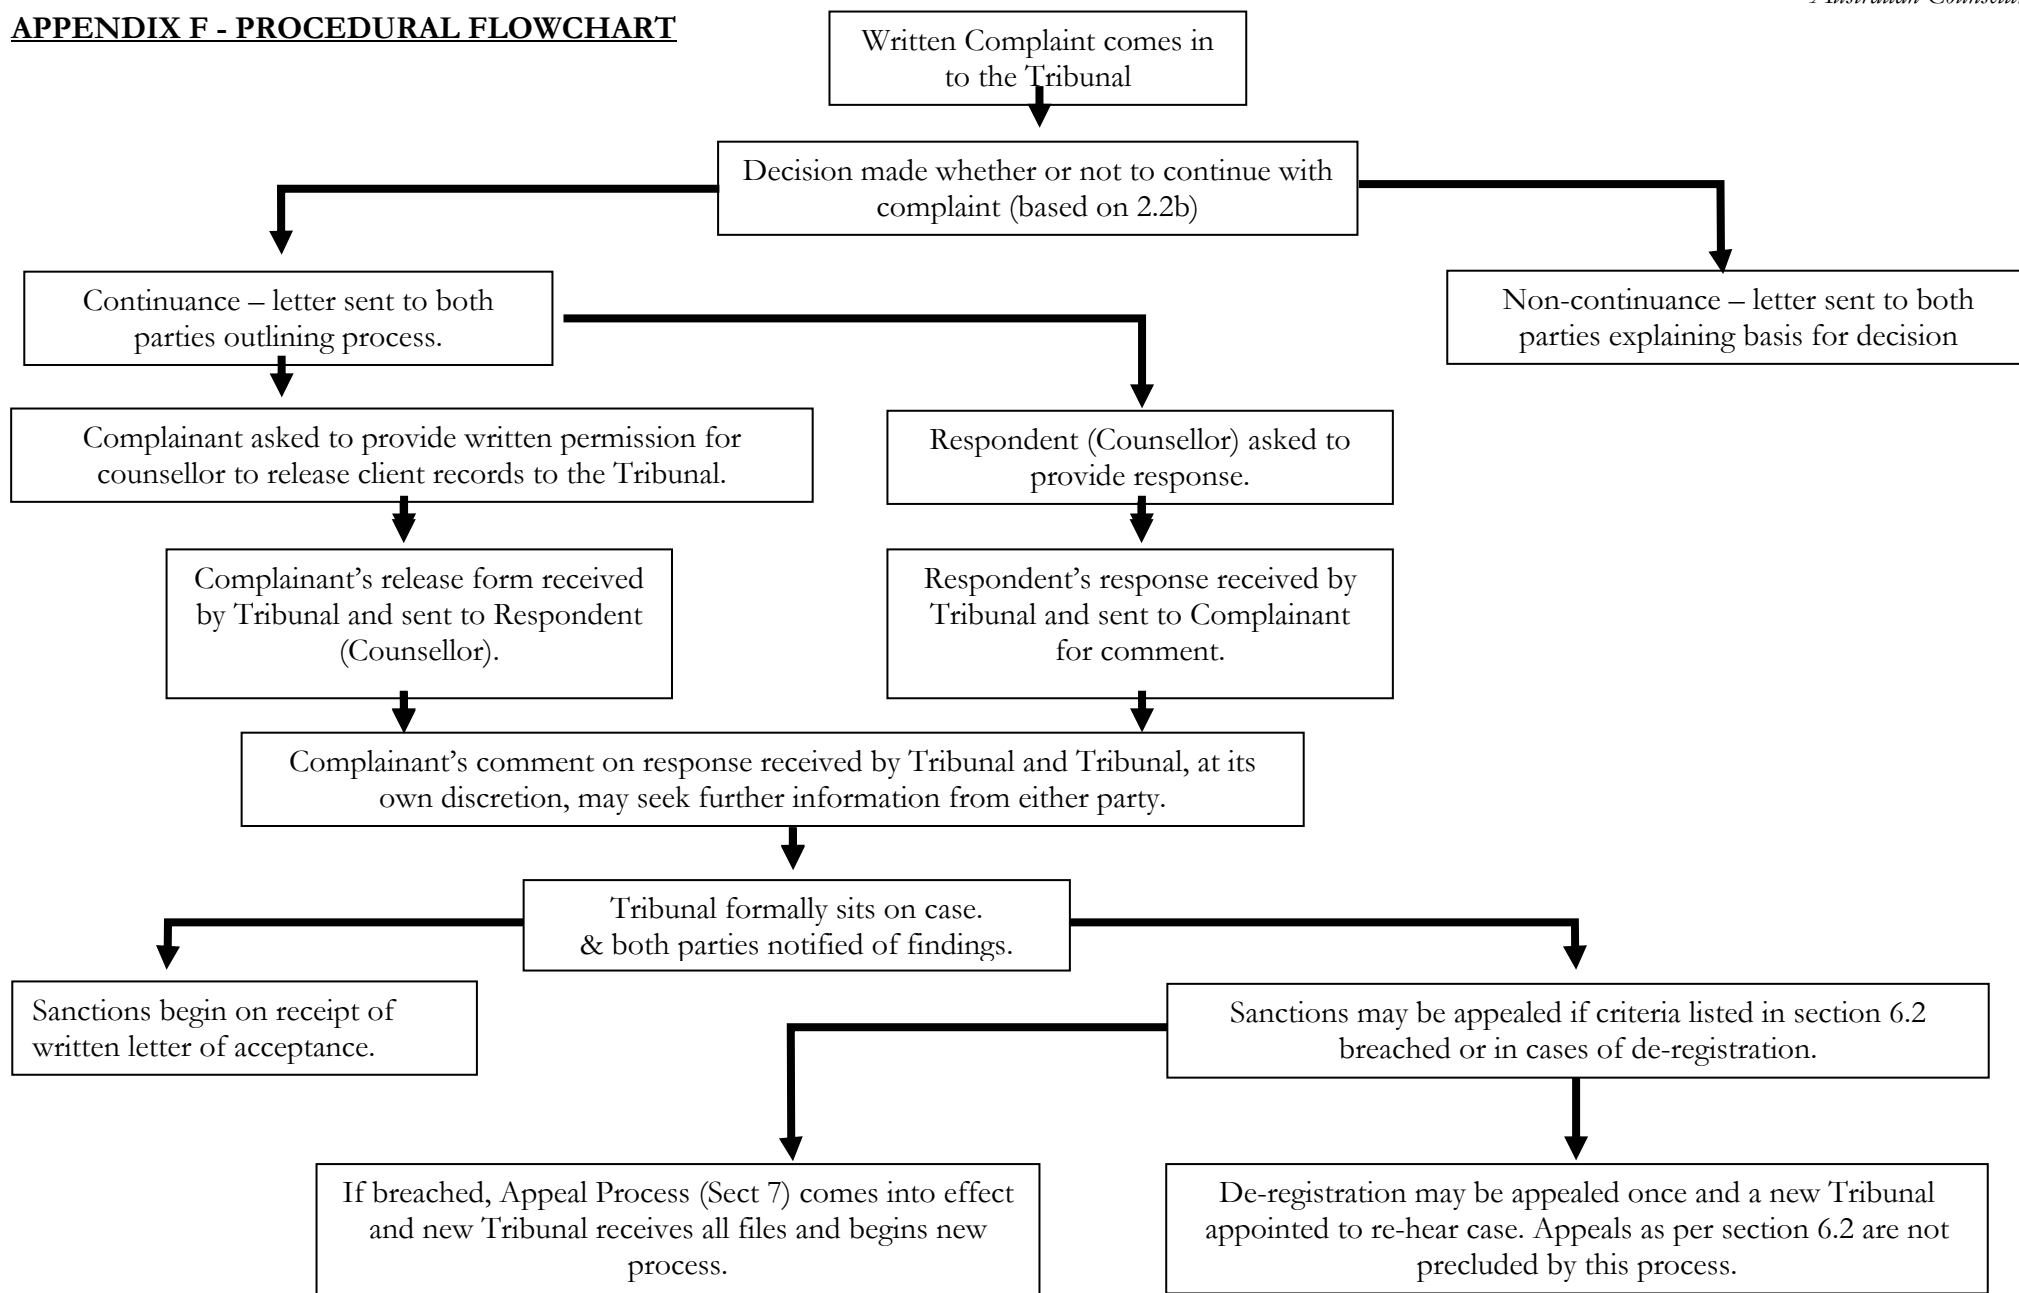 Australian Counselling
APPENDIX F - PROCEDURAL FLOWCHART
Written Complaint comes in
to the Tribunal
Decision made whether or not to continue with
complaint (based on 2.2b)
Continuance – letter sent to both
parties outlining process.
Non-continuance – letter sent to both
parties explaining basis for decision
Complainant asked to provide written permission for
counsellor to release client records to the Tribunal.
Respondent (Counsellor) asked to
provide response.
Complainant’s release form received
by Tribunal and sent to Respondent
(Counsellor).
Respondent’s response received by
Tribunal and sent to Complainant
for comment.
Complainant’s comment on response received by Tribunal and Tribunal, at its
own discretion, may seek further information from either party.
Tribunal formally sits on case.
& both parties notified of findings.
Sanctions begin on receipt of
written letter of acceptance.
Sanctions may be appealed if criteria listed in section 6.2
breached or in cases of de-registration.
If breached, Appeal Process (Sect 7) comes into effect
and new Tribunal receives all files and begins new
process.
De-registration may be appealed once and a new Tribunal
appointed to re-hear case. Appeals as per section 6.2 are not
precluded by this process.